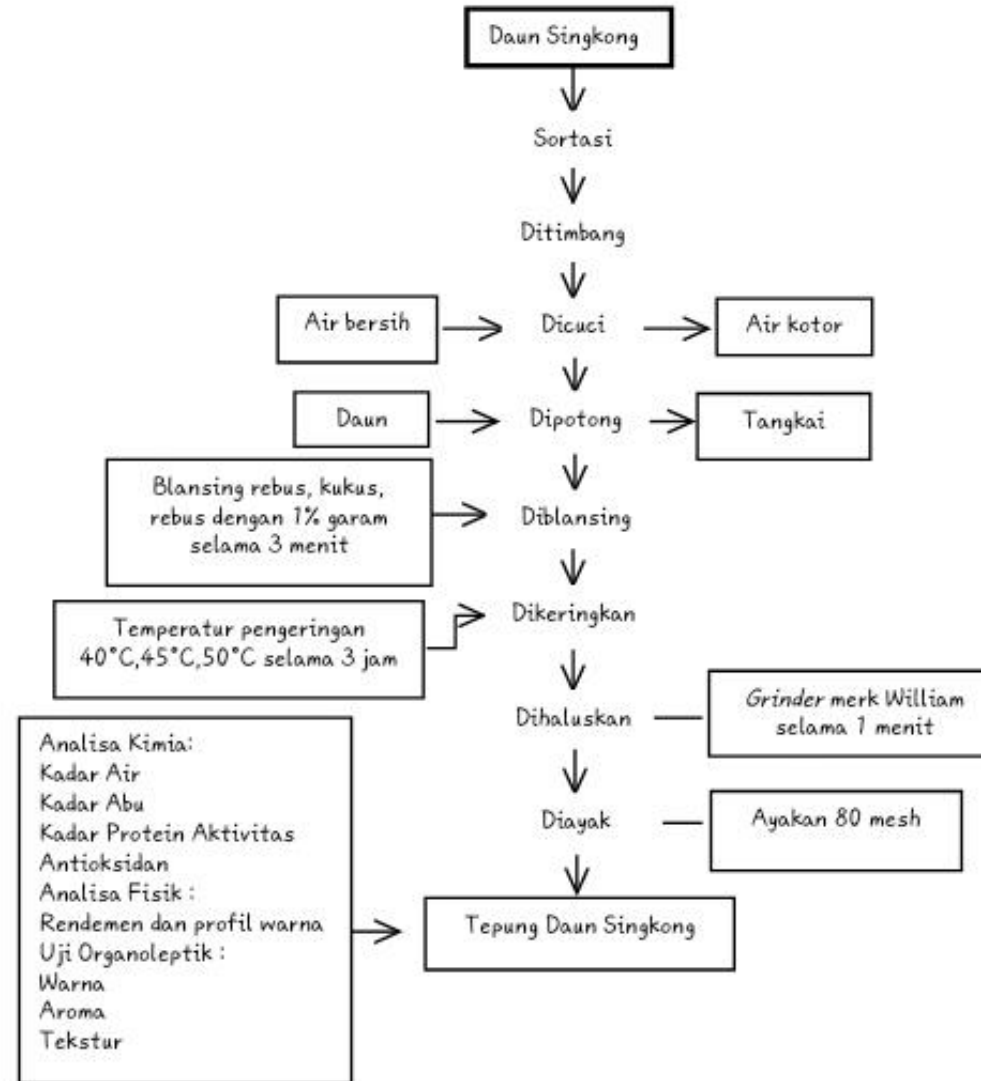 Daun Singkong
Sortasi
Ditimbang
Air bersih
Dicuci
Air kotor
Daun
Dipotong
Tangkai
Blansing rebus, kukus,
rebus dengan 1% garam
selama 3 menit
Diblansing
Temperatur pengeringan
40°C,45°C,50°C selama 3 jam
Dikeringkan
Dihaluskan
Grinder merk William
selama 1 menit
Diayak
Ayakan 80 mesh
Analisa Kimia:
Kadar Air
Kadar Abu
Kadar Protein Aktivitas
Antioksidan
Analisa Fisik :
Rendemen dan profil warna
Uji Organoleptik :
Warna
Aroma
Tekstur
Tepung Daun Singkong